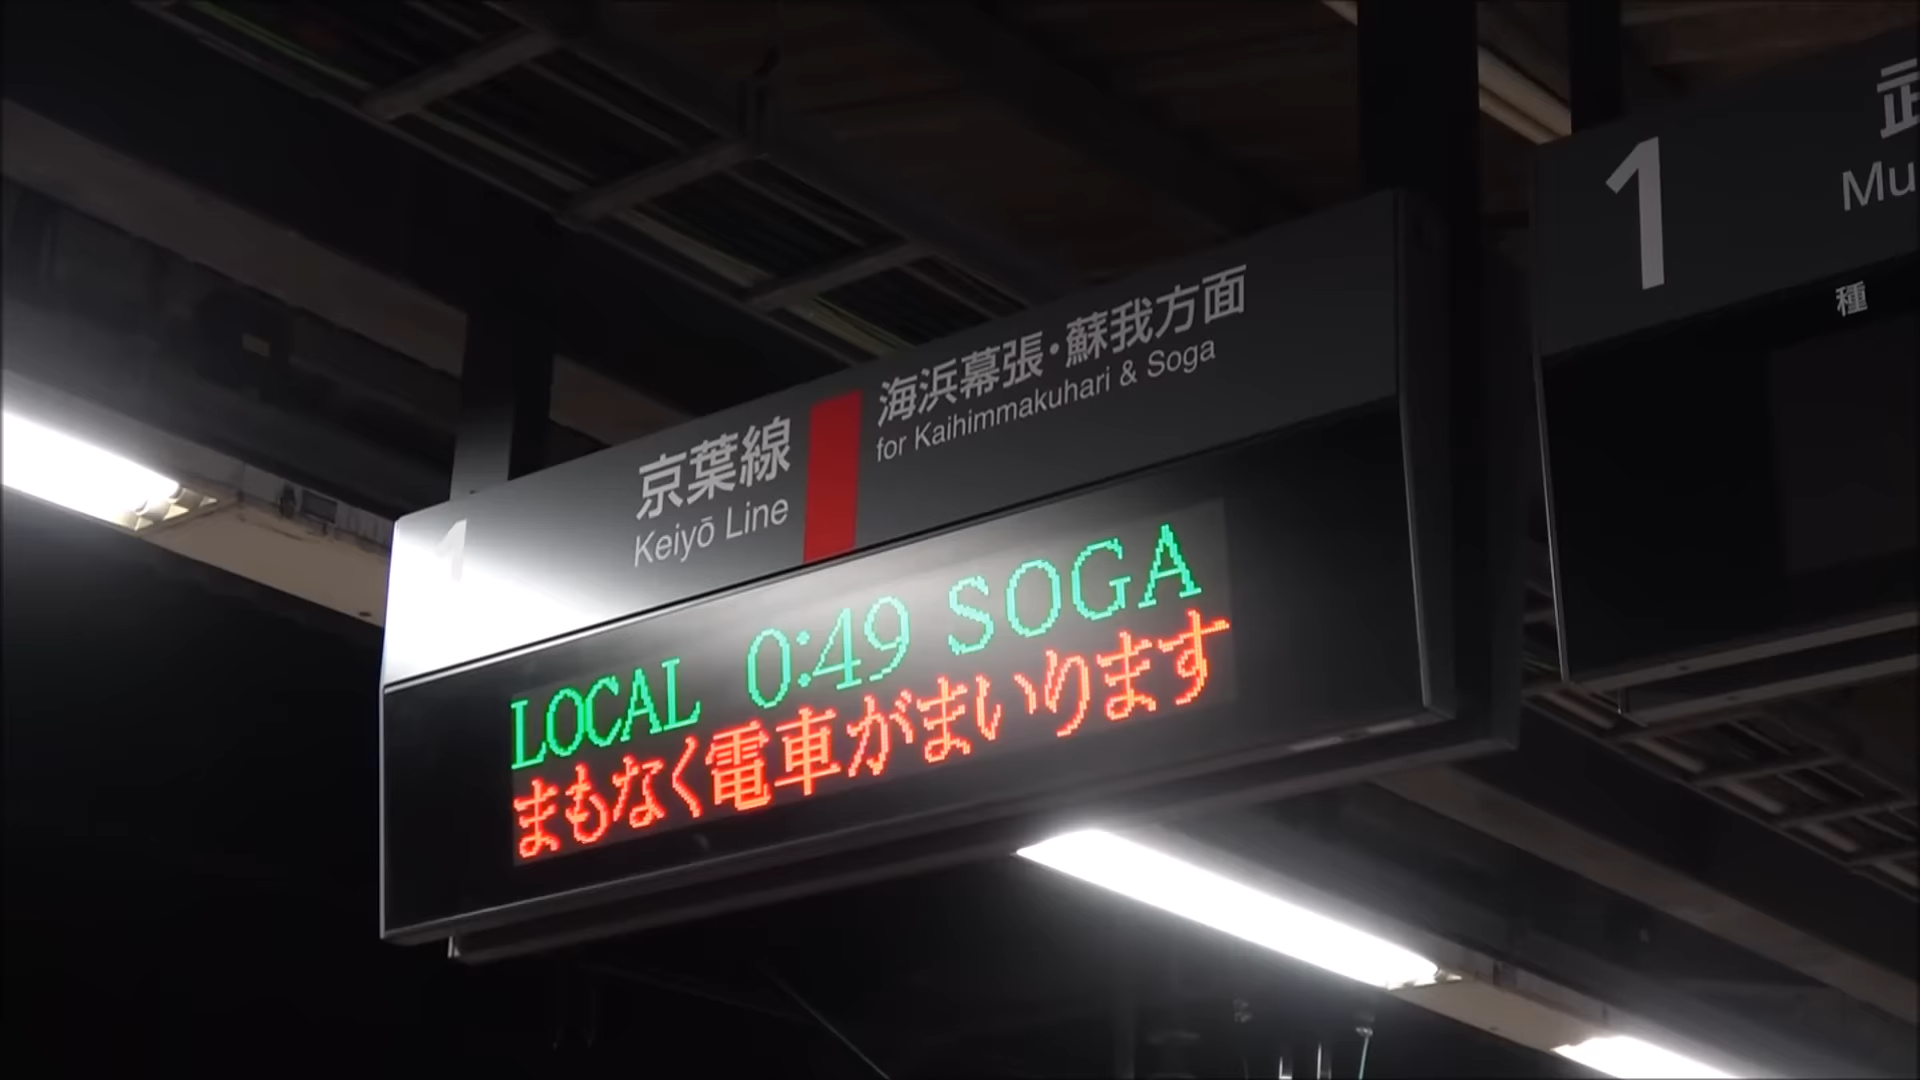 1
京葉線
Keiyō Line
海浜幕張・蘇我方面
for Kaihimmakuhari & Soga
LOCAL 0:49 SOGA
まもなく電車がまいります
1
種